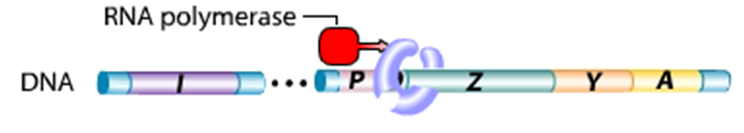 RNA polymerase
DNA I ••• P Z Y A